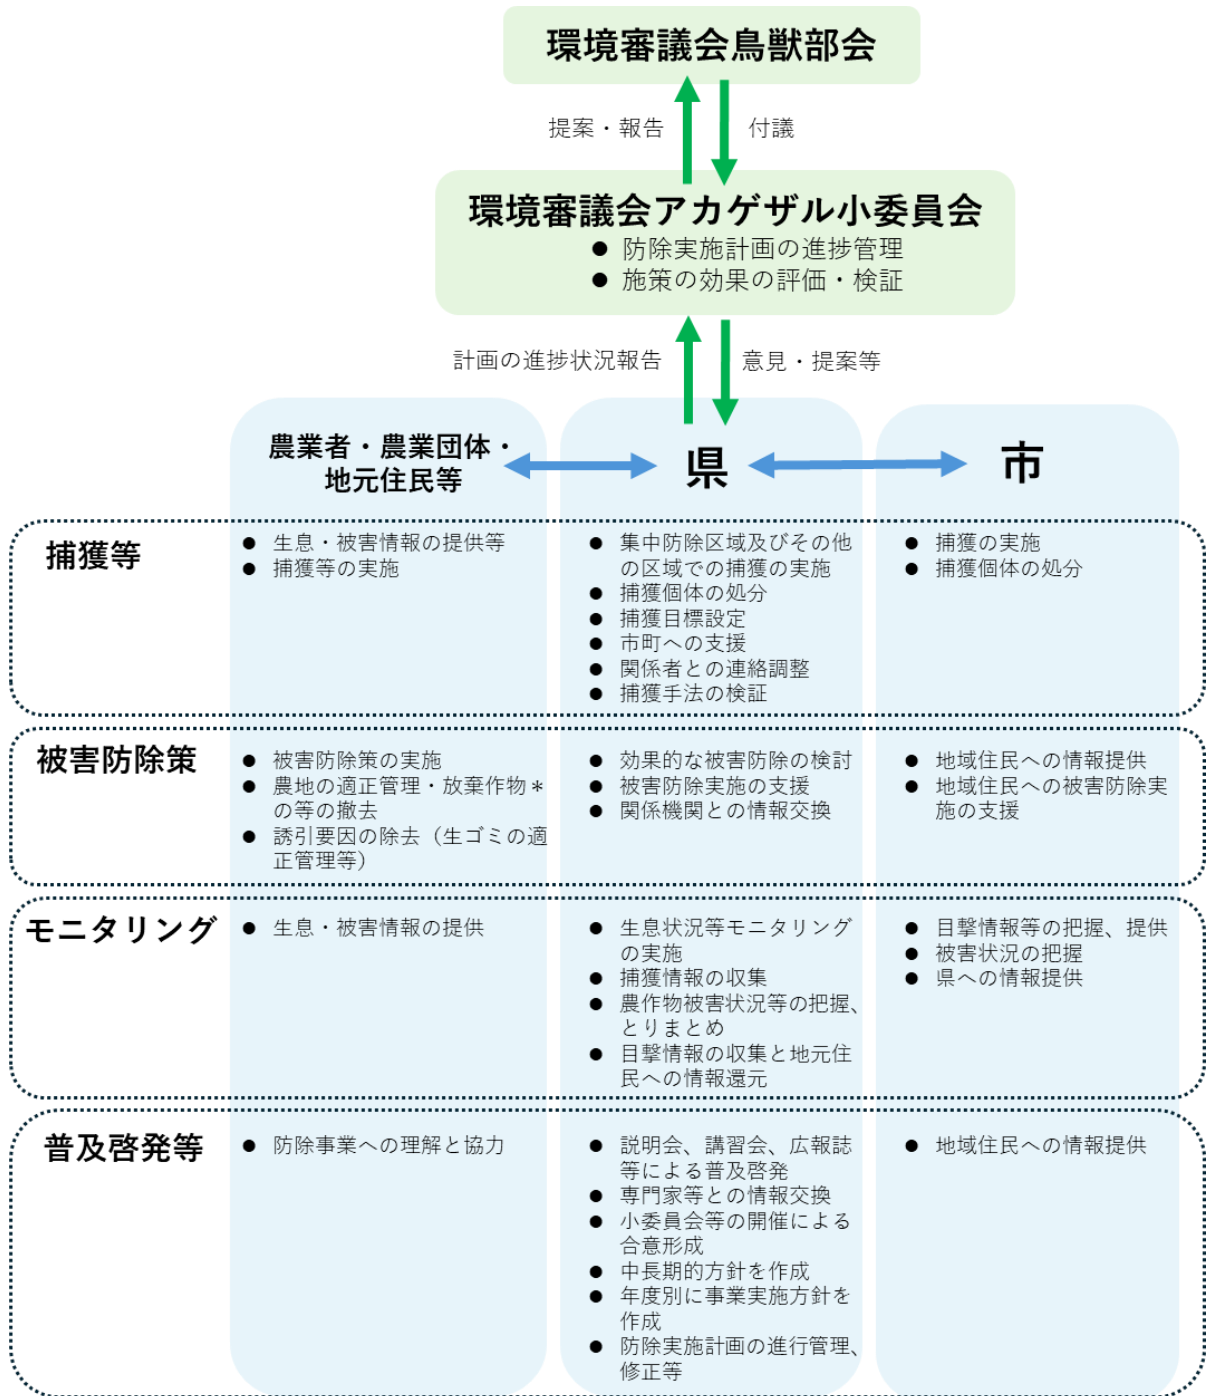 環境審議会鳥獣部会
提案・報告
付議
環境審議会アカゲザル小委員会
● 防除実施計画の進捗管理
● 施策の効果の評価・検証
計画の進捗状況報告
意見・提案等
農業者・農業団体・
地元住民等
県
市
捕獲等
● 生息・被害情報の提供等
● 捕獲等の実施
● 集中防除区域及びその他
の区域での捕獲の実施
● 捕獲個体の処分
● 捕獲目標設定
● 市町への支援
● 関係者との連絡調整
● 捕獲手法の検証
● 捕獲の実施
● 捕獲個体の処分
被害防除策
● 被害防除策の実施
● 農地の適正管理・放棄作物＊
の等の撤去
● 誘引要因の除去（生ゴミの適
正管理等）
● 効果的な被害防除の検討
● 被害防除実施の支援
● 関係機関との情報交換
● 地域住民への情報提供
● 地域住民への被害防除実
施の支援
モニタリング
● 生息・被害情報の提供
● 生息状況等モニタリング
の実施
● 捕獲情報の収集
● 農作物被害状況等の把握、
とりまとめ
● 目撃情報の収集と地元住
民への情報還元
● 目撃情報等の把握、提供
● 被害状況の把握
● 県への情報提供
普及啓発等
● 防除事業への理解と協力
● 説明会、講習会、広報誌
等による普及啓発
● 専門家等との情報交換
● 小委員会等の開催による
合意形成
● 中長期的方針を作成
● 年度別に事業実施方針を
作成
● 防除実施計画の進行管理、
修正等
● 地域住民への情報提供